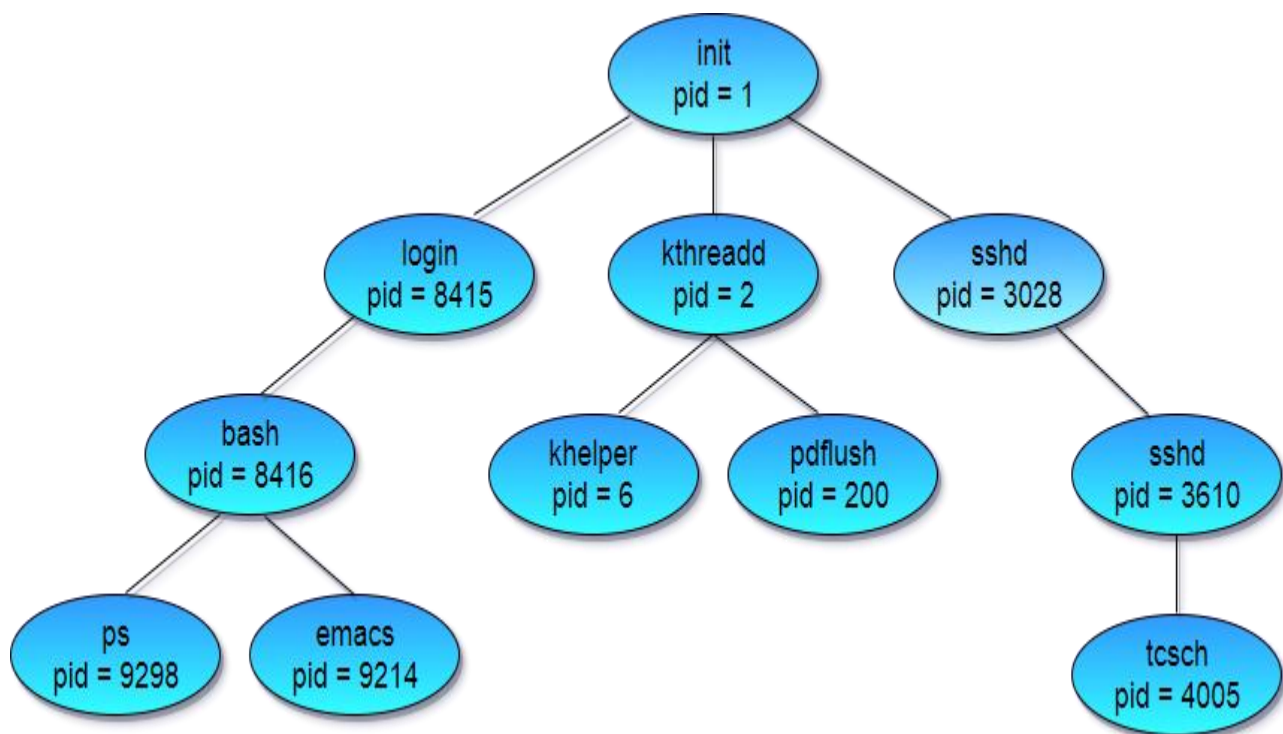 init
pid = 1
login
pid = 8415
kthreadd
pid = 2
sshd
pid = 3028
bash
pid = 8416
khelper
pid = 6
pdflush
pid = 200
sshd
pid = 3610
ps
pid = 9298
emacs
pid = 9214
tcsch
pid = 4005